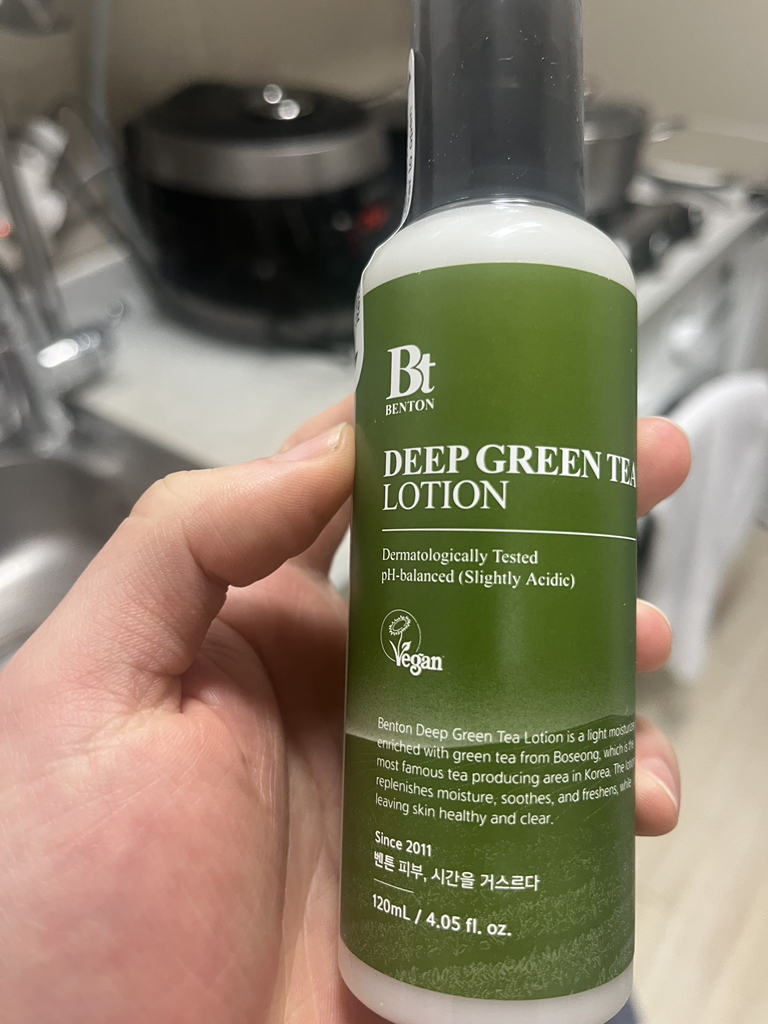 Bt
BENTON
DEEP GREEN TEA
LOTION
Dermatologically Tested
pH-balanced (Slightly Acidic)
Vegan
Benton Deep Green Tea Lotion is a light
enriched with green tea from Boseong, which is the
most famous tea producing area in Korea. The
replenishes moisture, soothes, and freshens, while
leaving skin healthy and clear.
Since 2011
벤튼 피부, 시간을 거스르다
120mL / 4.05 fl. oz.